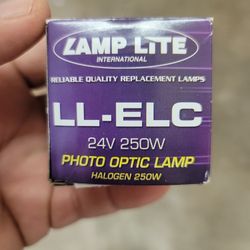 LAMP LITE
INTERNATIONAL
RELIABLE QUALITY REPLACEMENT LAMPS
LL-ELC
24V 250W
PHOTO OPTIC LAMP
HALOGEN 250W